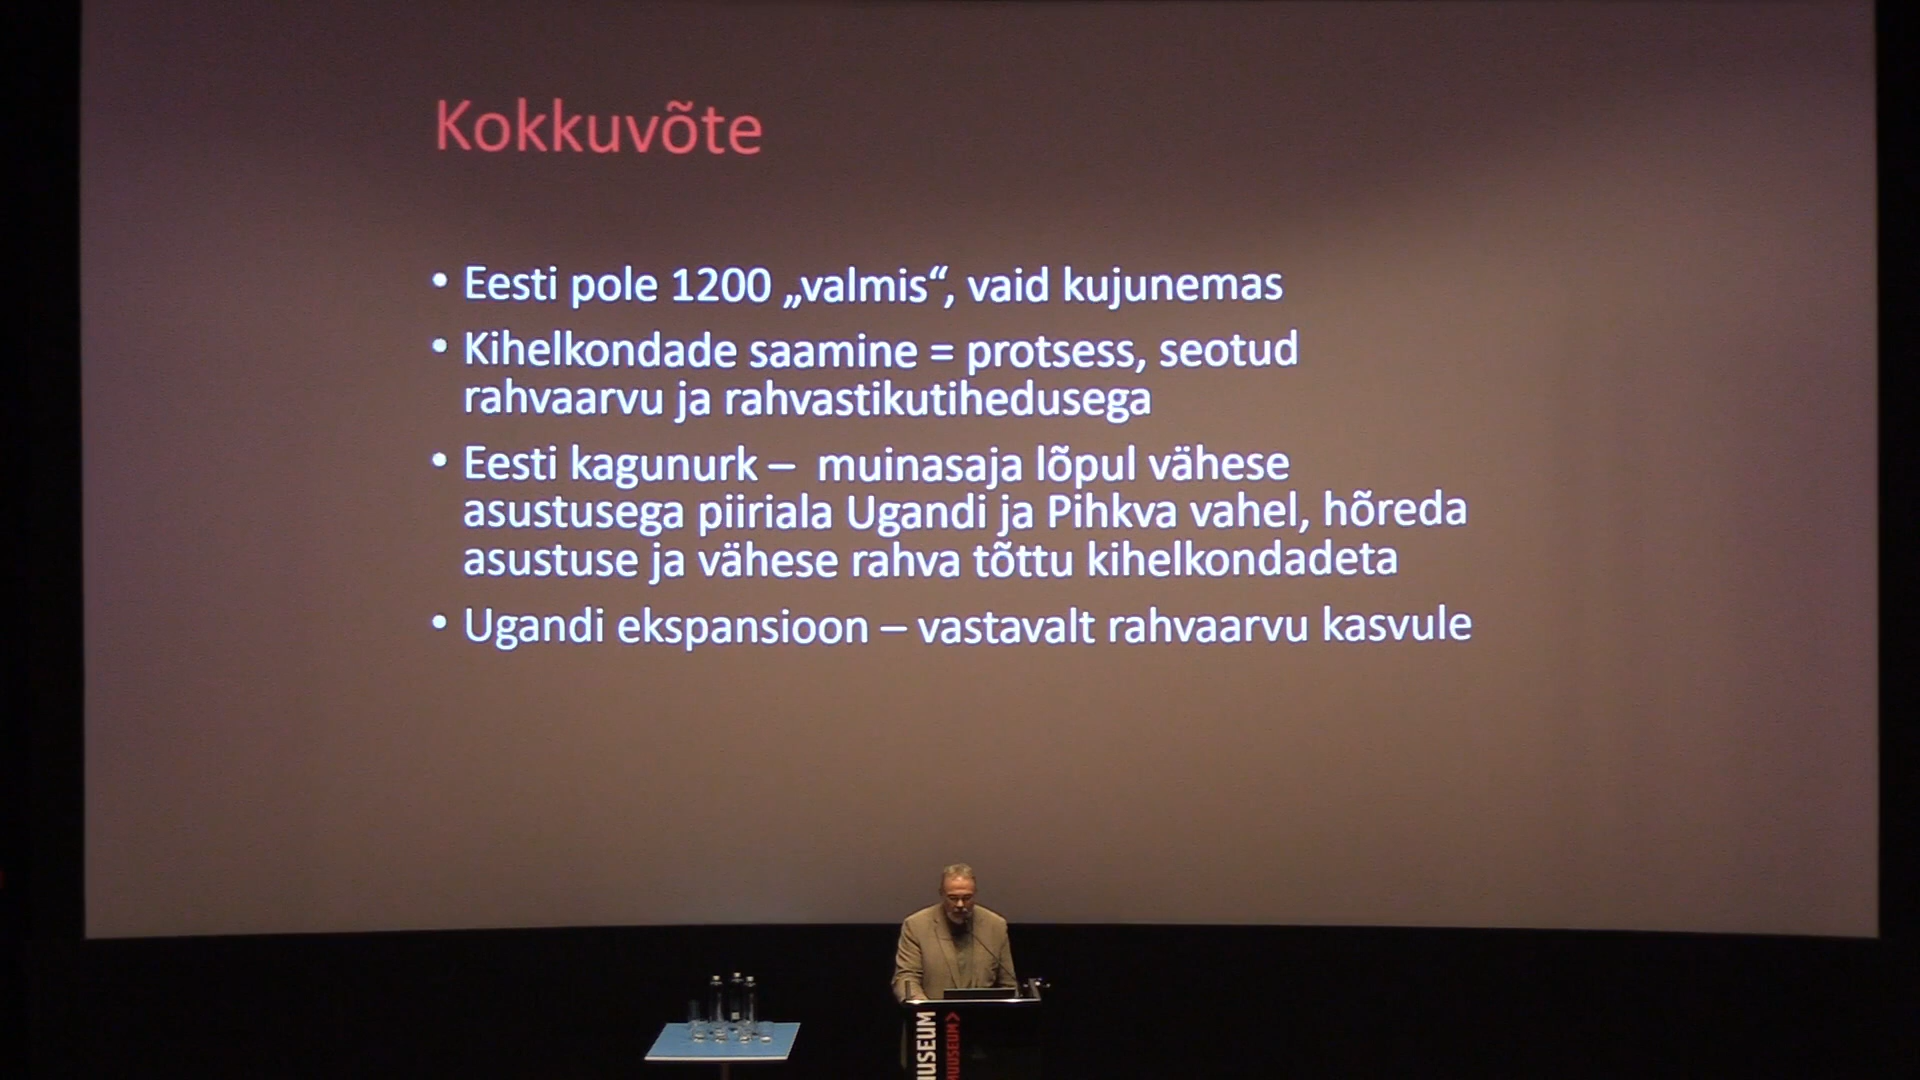 Kokkuvõte
• Eesti pole 1200 „valmis“, vaid kujunemas
• Kihelkondade saamine = protsess, seotud
rahvaarvu ja rahvastikutihedusega
• Eesti kagunurk – muinasaja lõpul vähese
asustusega piiriala Ugandi ja Pihkva vahel, hõreda
asustuse ja vähese rahva tõttu kihelkondadeta
• Ugandi ekspansioon – vastavalt rahvaarvu kasvule